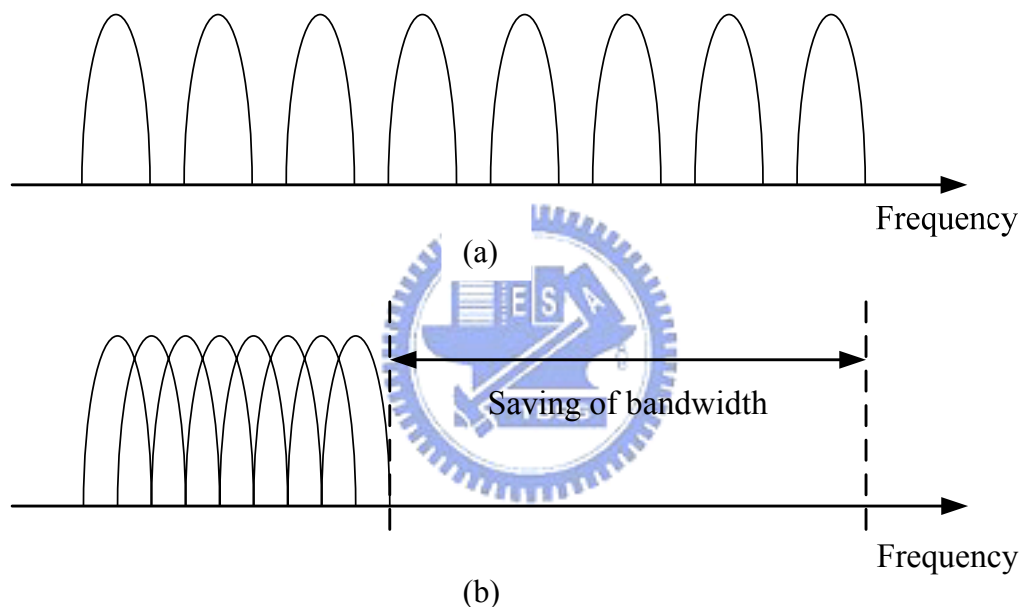 Frequency
(a)
E S A
Saving of bandwidth
Frequency
(b)